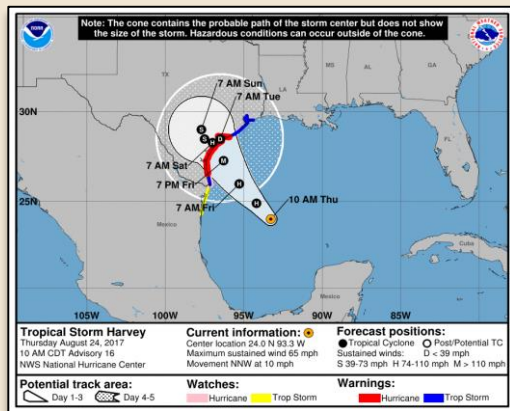 Note: The cone contains the probable path of the storm center but does not show
the size of the storm. Hazardous conditions can occur outside of the cone.
NOAA
TX
LA
MS
AL
GA
30N
25N
7 AM Sun
7 AM Tue
S
S
H
D
7 AM Sat
M
7 PM Fri
H
7 AM Fri
H
10 AM Thu
Mexico
Mexico
Cuba
105W
100W
95W
90W
85W
Tropical Storm Harvey
Thursday August 24, 2017
10 AM CDT Advisory 16
NWS National Hurricane Center
Current information:
Center location 24.0 N 93.3 W
Maximum sustained wind 65 mph
Movement NNW at 10 mph
Forecast positions:
Tropical Cyclone Post/Potential TC
Sustained winds: D < 39 mph
S 39-73 mph H 74-110 mph M > 110 mph
Potential track area:
Day 1-3 Day 4-5
Watches:
Hurricane Trop Storm
Warnings:
Hurricane Trop Storm